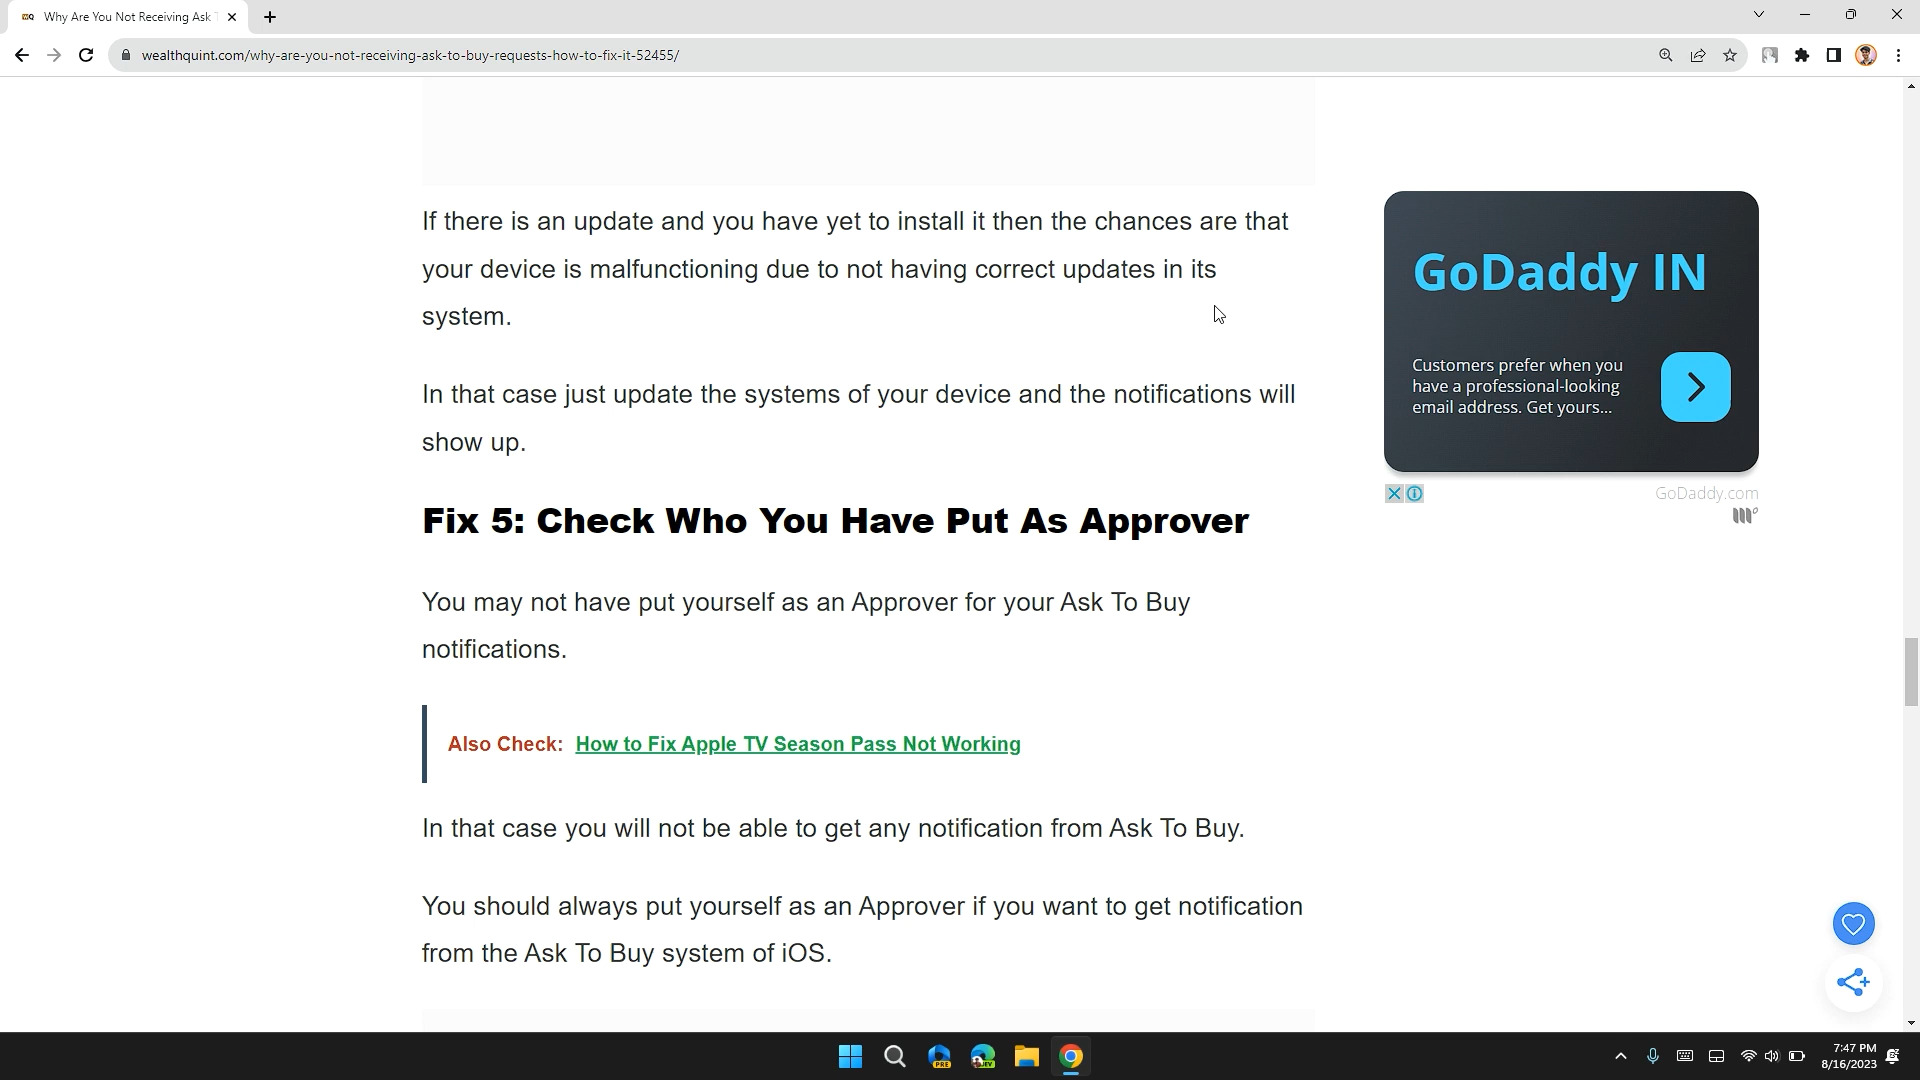 Why Are You Not Receiving Ask T
wealthquint.com/why-are-you-not-receiving-ask-to-buy-requests-how-to-fix-it-52455/
If there is an update and you have yet to install it then the chances are that
your device is malfunctioning due to not having correct updates in its
system.
In that case just update the systems of your device and the notifications will
show up.
Fix 5: Check Who You Have Put As Approver
You may not have put yourself as an Approver for your Ask To Buy
notifications.
Also Check: How to Fix Apple TV Season Pass Not Working
In that case you will not be able to get any notification from Ask To Buy.
You should always put yourself as an Approver if you want to get notification
from the Ask To Buy system of iOS.
GoDaddy IN
Customers prefer when you
have a professional-looking
email address. Get yours...
GoDaddy.com
PRE
DEV
7:47 PM
8/16/2023